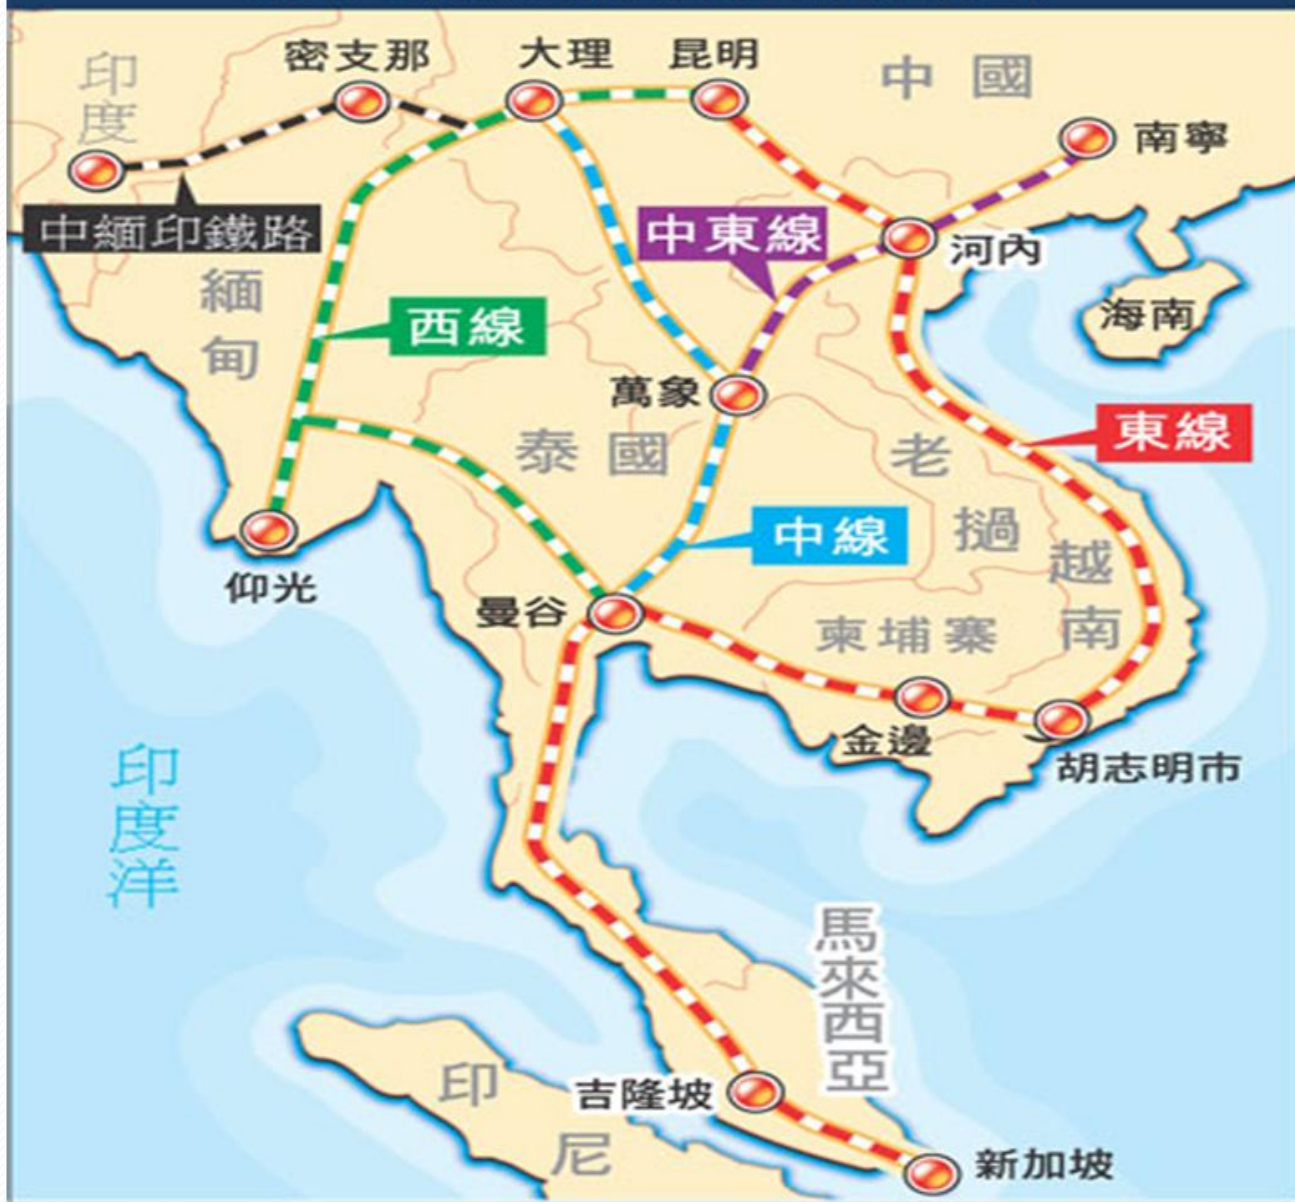 密支那
大理
昆明
中國
印度
南寧
中緬印鐵路
中東線
河內
緬甸
西線
海南
萬象
東線
泰國
老撾
中線
越南
仰光
曼谷
柬埔寨
金邊
胡志明市
印度洋
馬來西亞
印尼
吉隆坡
新加坡